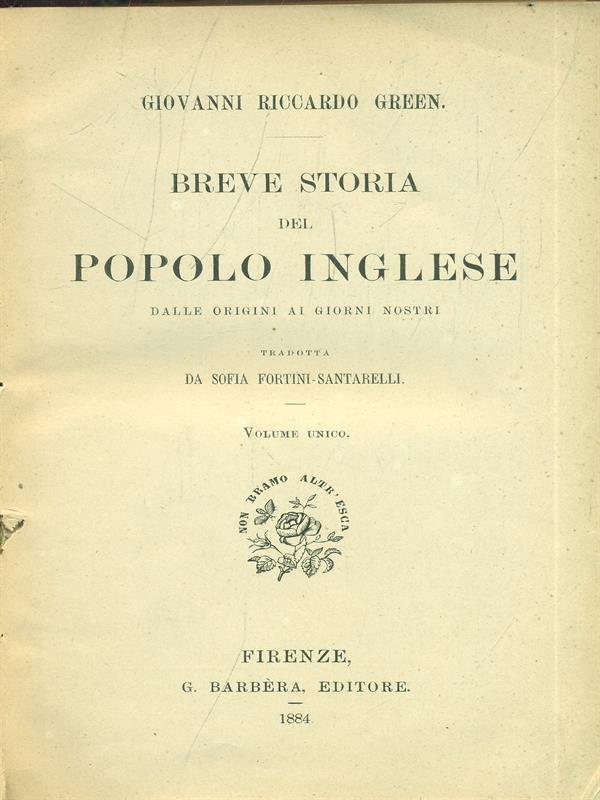 GIOVANNI RICCARDO GREEN.
BREVE STORIA
DEL
POPOLO INGLESE
DALLE ORIGINI AI GIORNI NOSTRI
TRADOTTA
DA SOFIA FORTINI-SANTARELLI.
VOLUME UNICO.
NON BRAMO ALTR'ESCA
FIRENZE,
G. BARBÈRA, EDITORE.
1884.